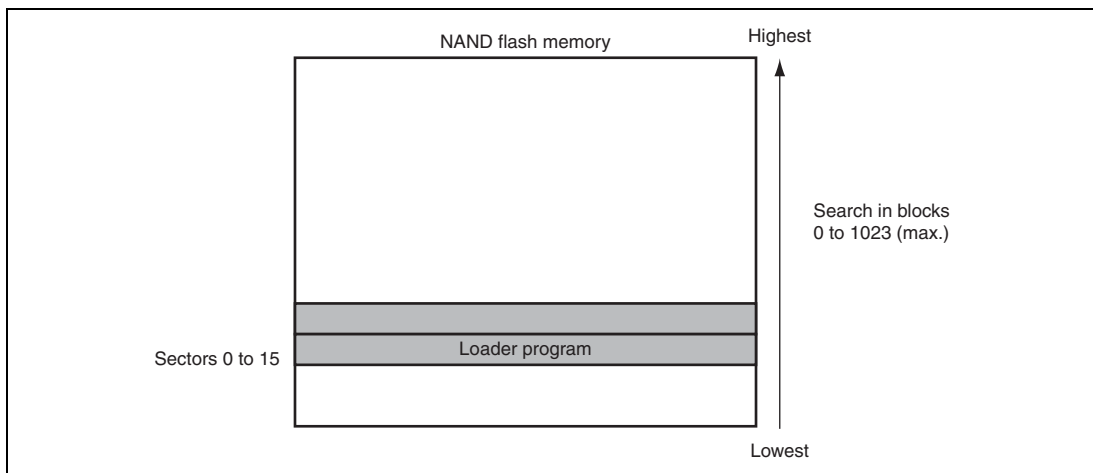 NAND flash memory
Highest
Search in blocks
0 to 1023 (max.)
Loader program
Sectors 0 to 15
Lowest